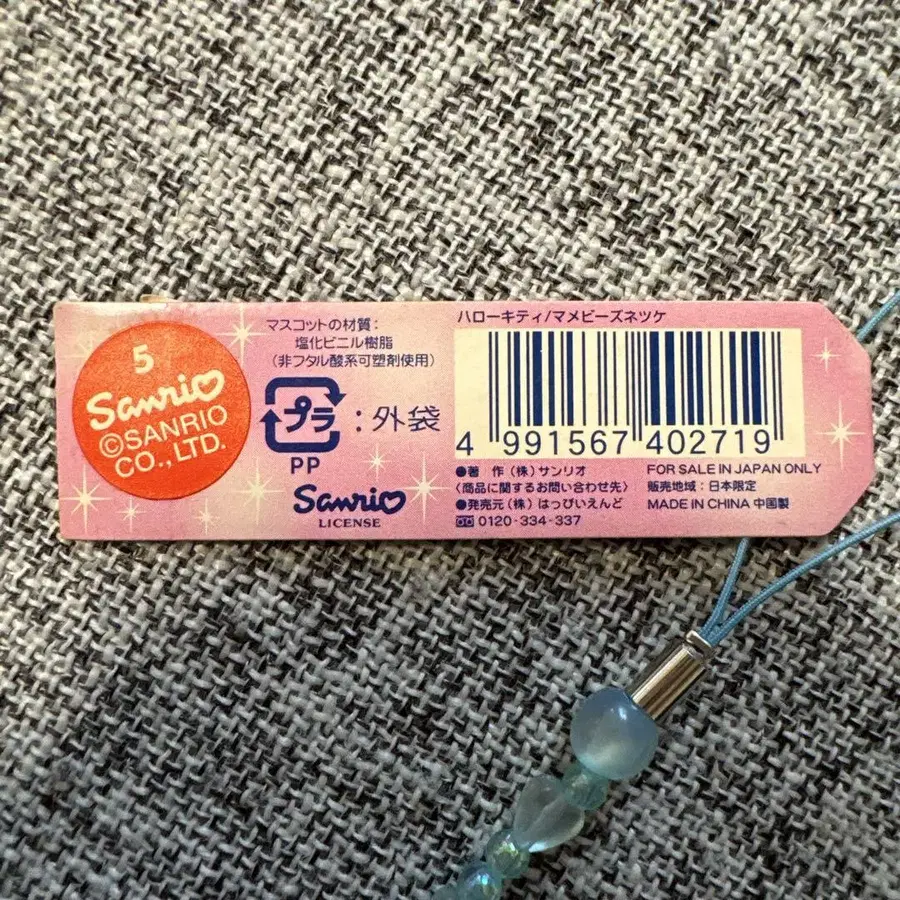 5
Sanrio
©SANRIO
CO., LTD.
マスコットの材質:
塩化ビニル樹脂
(非フタル酸系可塑剤使用)
プラ
:外袋
PP
Sanrio
LICENSE
ハローキティ/マメビーズネツケ
4 991567 402719
●著 作(株)サンリオ
〈商品に関するお問い合わせ先〉
●発売元(株)はっぴいえんど
0120-334-337
FOR SALE IN JAPAN ONLY
販売地域:日本限定
MADE IN CHINA 中国製